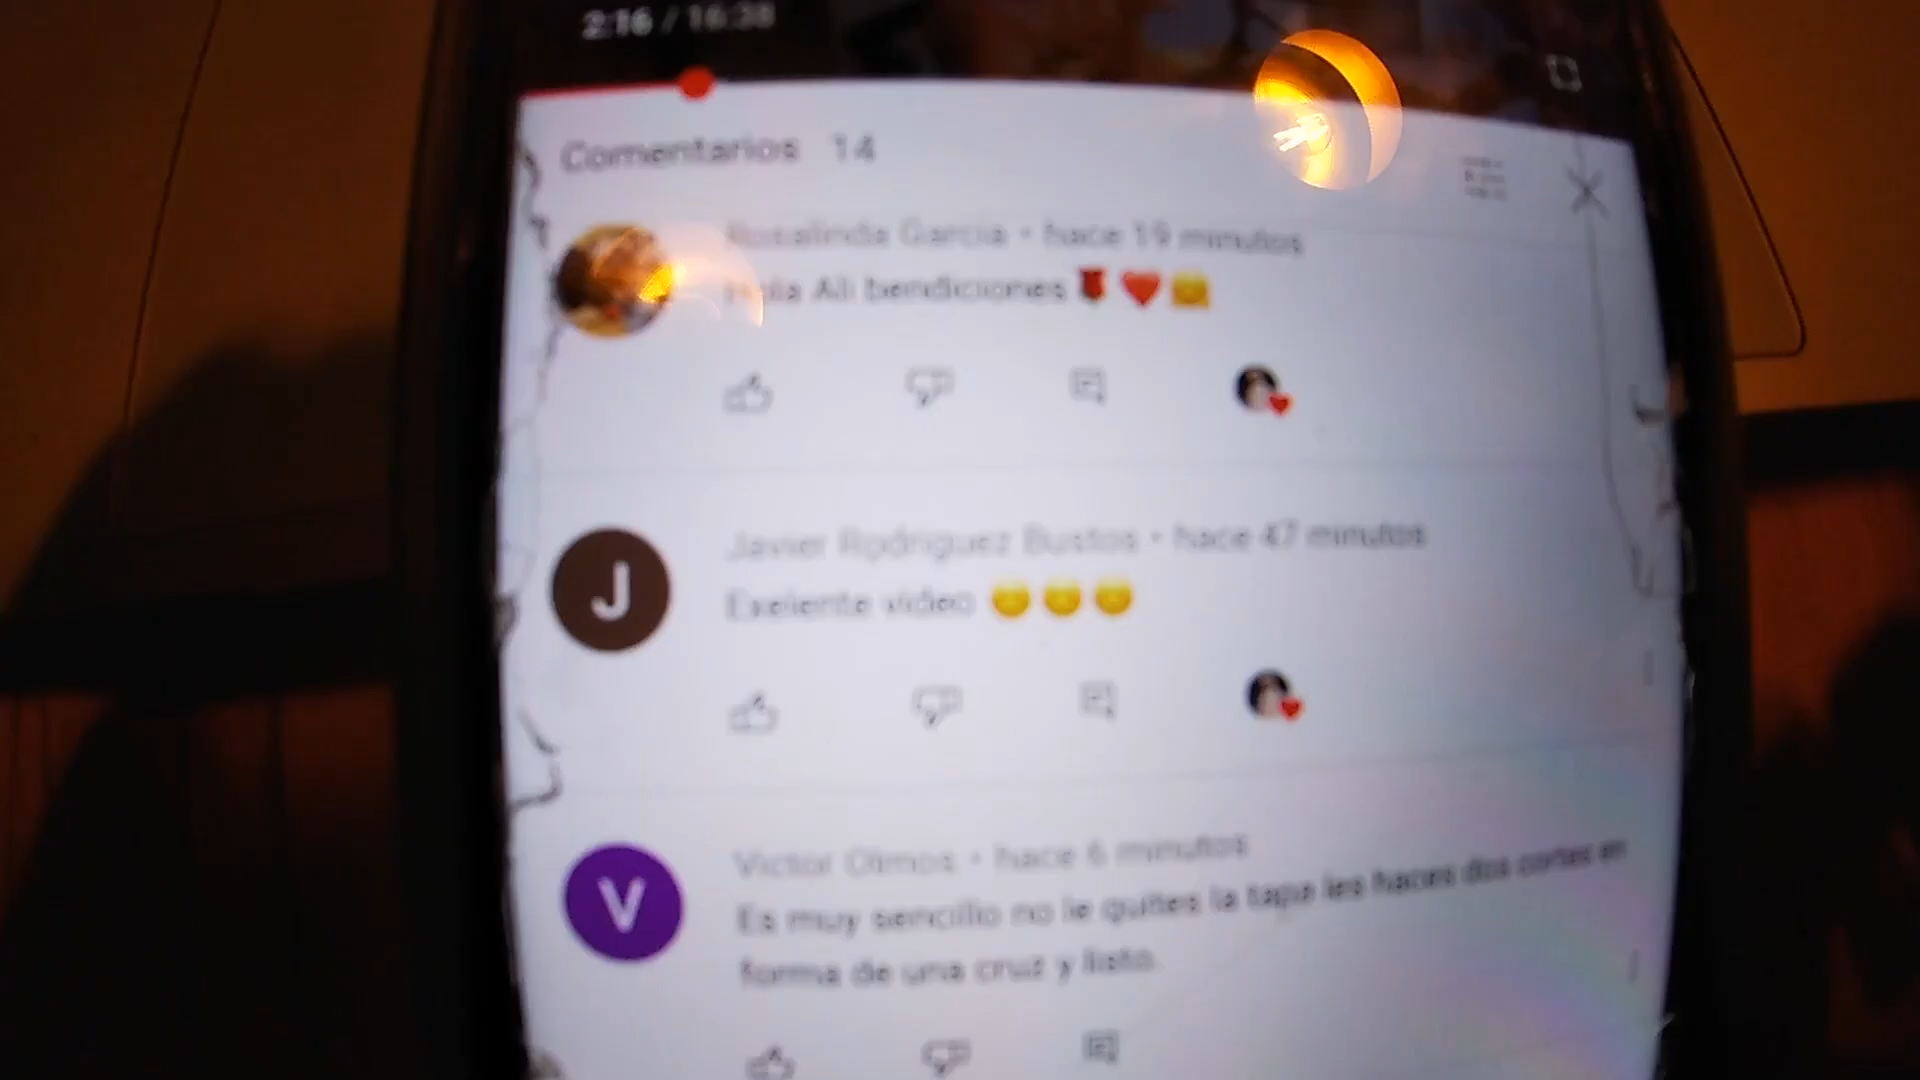 2:16 / 16:38
Comentarios 14
Rosalinda Garcia • hace 19 minutos
Hola Ali bendiciones🌹❤️🤗
J
Javier Rodriguez Bustos • hace 47 minutos
Exelente video 😊😊😊
V
Victor Olmos • hace 6 minutos
Es muy sencillo no le quites la tapa les haces dos cortes en
forma de una cruz y listo.